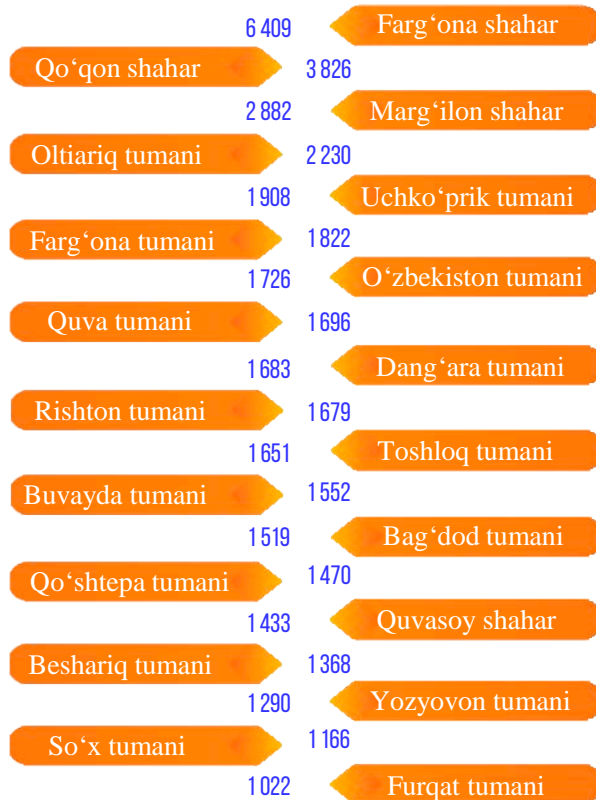 6 409 Farg‘ona shahar
Qo‘qon shahar 3 826
2 882 Marg‘ilon shahar
Oltiariq tumani 2 230
1 908 Uchko‘prik tumani
Farg‘ona tumani 1 822
1 726 O‘zbekiston tumani
Quva tumani 1 696
1 683 Dang‘ara tumani
Rishton tumani 1 679
1 651 Toshloq tumani
Buvayda tumani 1 552
1 519 Bag‘dod tumani
Qo‘shtepa tumani 1 470
1 433 Quvasoy shahar
Beshariq tumani 1 368
1 290 Yozyovon tumani
So‘x tumani 1 166
1 022 Furqat tumani